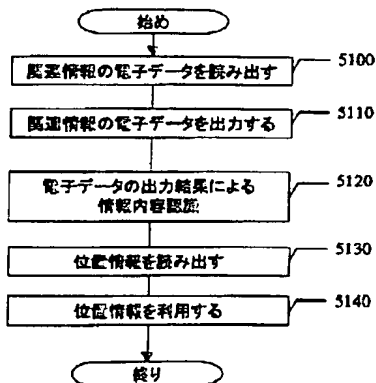 始め
関連情報の電子データを読み出す
5100
関連情報の電子データを出力する
5110
電子データの出力結果による
情報内容認識
5120
位置情報を読み出す
5130
位置情報を利用する
5140
終り